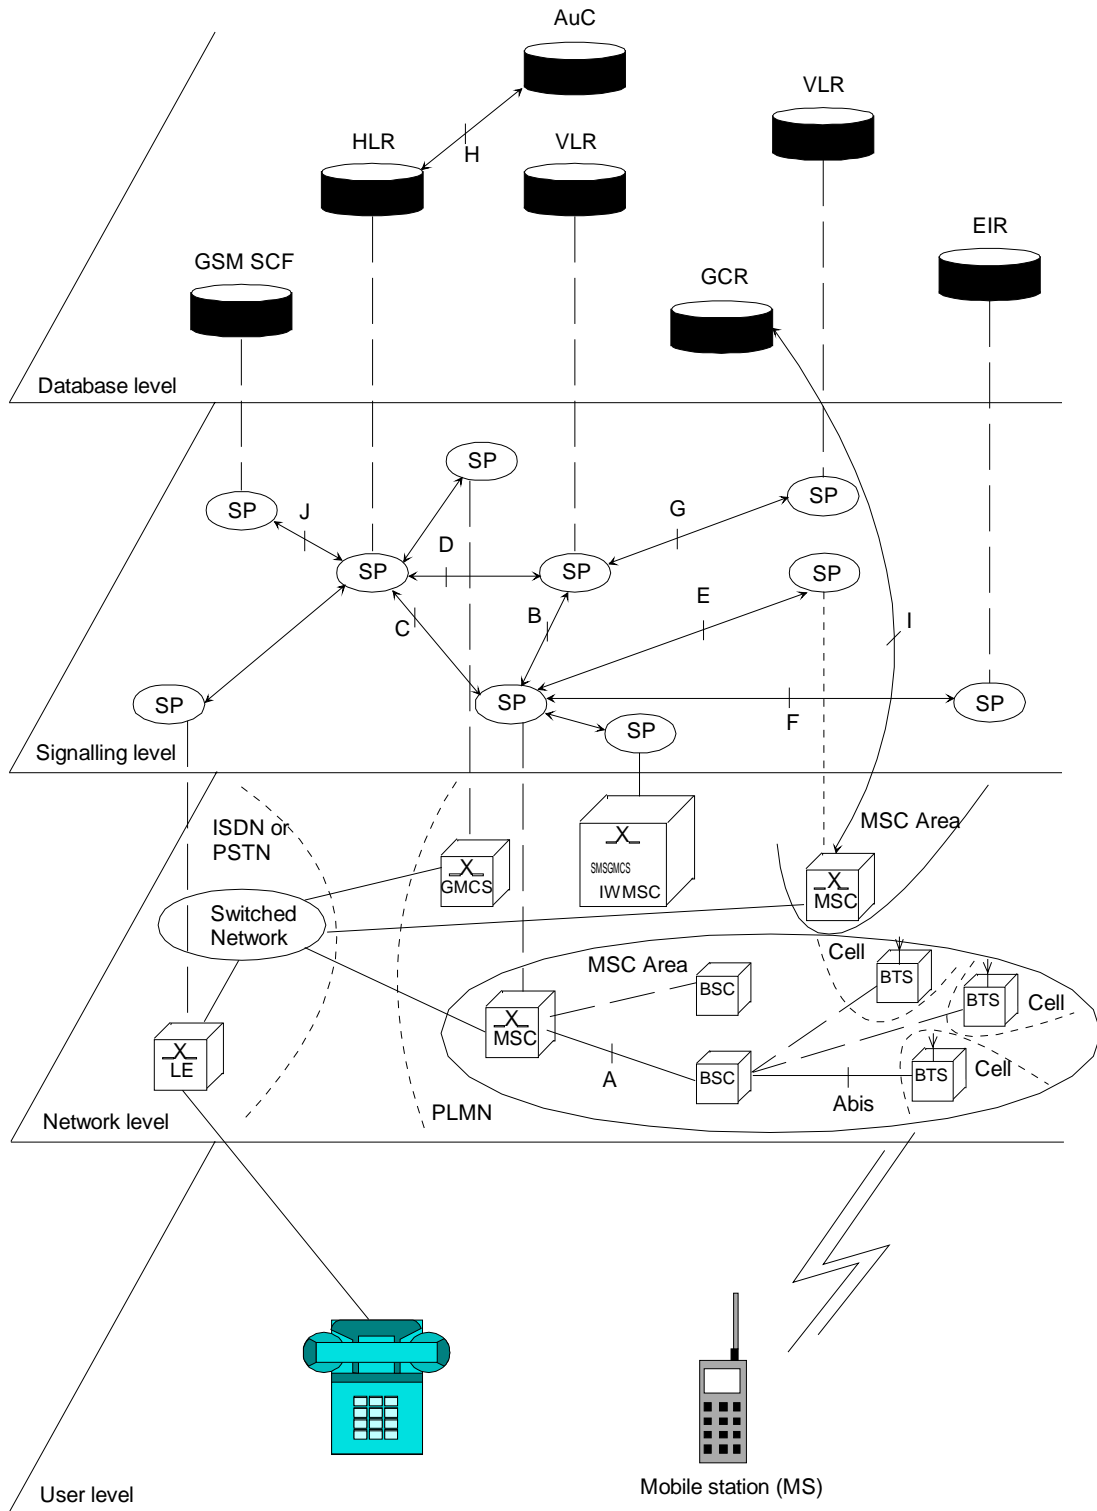 AuC
VLR
HLR
VLR
H
EIR
GSM SCF
GCR
Database level
SP
SP
SP
J
G
D
SP
SP
SP
E
B
C
I
SP
SP
SP
F
SP
Signalling level
ISDN or
PSTN
MSC Area
X
SMSGMCS
IWMSC
X
GMCS
X
MSC
Switched
Network
Cell
MSC Area
BSC
BTS
BTS
Cell
X
MSC
X
LE
A
BSC
BTS
Cell
Abis
PLMN
Network level
Mobile station (MS)
User level